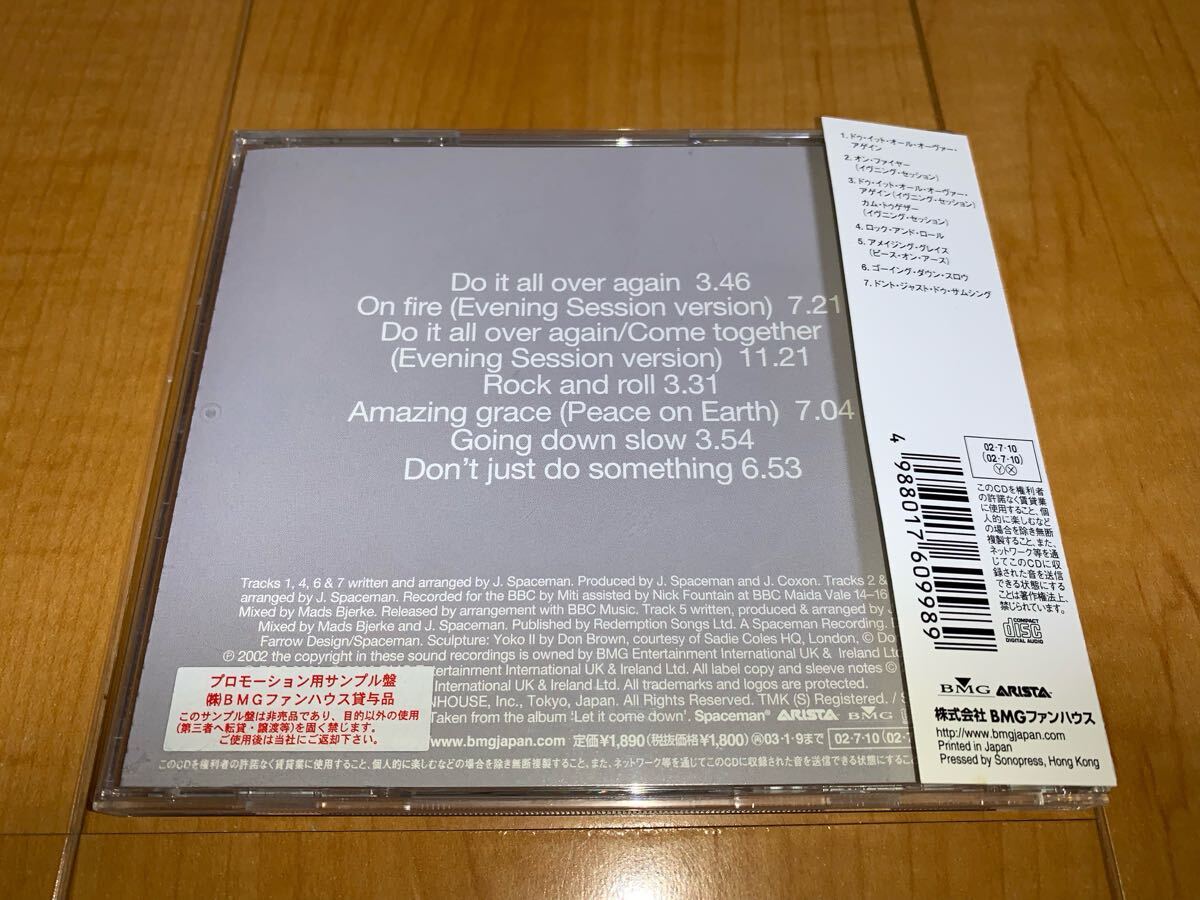 Do it all over again 3.46
On fire (Evening Session version) 7.21
Do it all over again/Come together
(Evening Session version) 11.21
Rock and roll 3.31
Amazing grace (Peace on Earth) 7.04
Going down slow 3.54
Don't just do something 6.53
Tracks 1, 4, 6 & 7 written and arranged by J. Spaceman. Produced by J. Spaceman and J. Coxon. Tracks 2 &
arranged by J. Spaceman. Recorded for the BBC by Miti assisted by Nick Fountain at BBC Maida Vale 14–16
Mixed by Mads Bjerke. Released by arrangement with BBC Music. Track 5 written, produced & arranged by J
Mixed by Mads Bjerke and J. Spaceman. Published by Redemption Songs Ltd. A Spaceman Recording.
Farrow Design/Spaceman. Sculpture: Yoko II by Don Brown, courtesy of Sadie Coles HQ, London, © Do
℗ 2002 the copyright in these sound recordings is owned by BMG Entertainment International UK & Ireland Ltd
tertainment International UK & Ireland Ltd. All label copy and sleeve notes ©
International UK & Ireland Ltd. All trademarks and logos are protected.
NHOUSE, Inc., Tokyo, Japan. All Rights Reserved. TMK (S) Registered. / S
Taken from the album 'Let it come down'. Spaceman® ARISTA BMG
www.bmgjapan.com 定価¥1,890(税抜価格¥1,800) 再03·1·9まで 02·7·10 (02·7
このCDを権利者の許諾なく賃貸業に使用すること、個人的に楽しむなどの場合を除き無断複製すること、また、ネットワーク等を通じてこのCDに収録された音を送信できる状態にするこ
プロモーション用サンプル盤
㈱BMGファンハウス貸与品
このサンプル盤は非売品であり、目的以外の使用
(第三者へ転貸・譲渡等)を固く禁じます。
ご使用後は当社にご返却下さい。
1. ドゥ・イット・オール・オーヴァー・
アゲイン
2. オン・ファイヤー
(イヴニング・セッション)
3. ドゥ・イット・オール・オーヴァー・
アゲイン(イヴニング・セッション)
カム・トゥゲザー
(イヴニング・セッション)
4. ロック・アンド・ロール
5. アメイジング・グレイス
(ピース・オン・アース)
6. ゴーイング・ダウン・スロウ
7. ドント・ジャスト・ドゥ・サムシング
4 988017 609989
02·7·10
(02·7·10)
Ⓨ Ⓧ
このCDを権利者
の許諾なく賃貸業
に使用すること、個
人的に楽しむなど
の場合を除き無断
複製すること、また、
ネットワーク等を通
じてこのCDに収
録された音を送信
できる状態にする
ことは著作権法上、
禁じられています。
COMPACT
disc
DIGITAL AUDIO
BMG ARISTA
株式会社 BMGファンハウス
http://www.bmgjapan.com
Printed in Japan
Pressed by Sonopress, Hong Kong